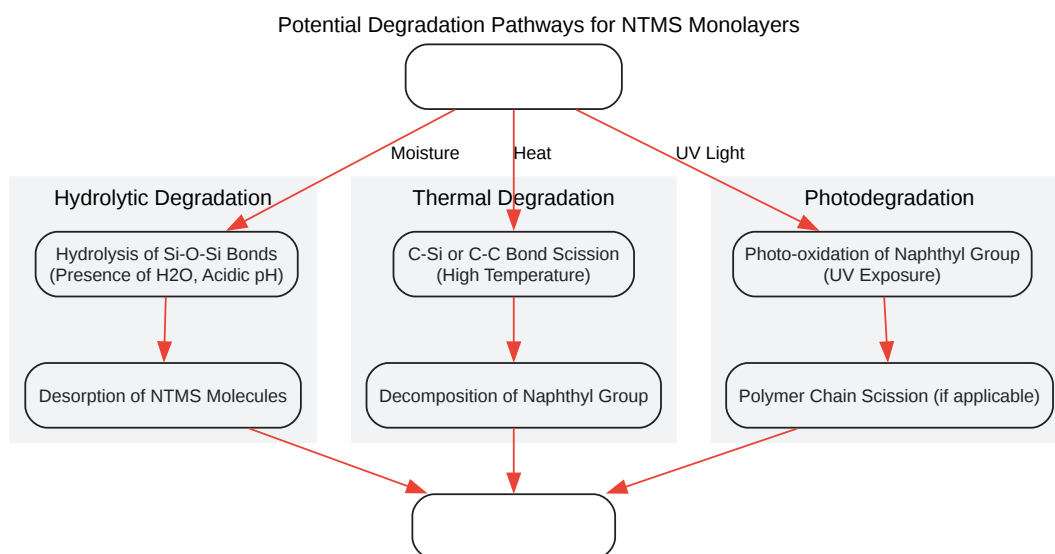 Potential Degradation Pathways for NTMS Monolayers
Moisture
Heat
UV Light
Hydrolytic Degradation
Thermal Degradation
Photodegradation
Hydrolysis of Si-O-Si Bonds
(Presence of H2O, Acidic pH)
C-Si or C-C Bond Scission
(High Temperature)
Photo-oxidation of Naphthyl Group
(UV Exposure)
Desorption of NTMS Molecules
Decomposition of Naphthyl Group
Polymer Chain Scission (if applicable)